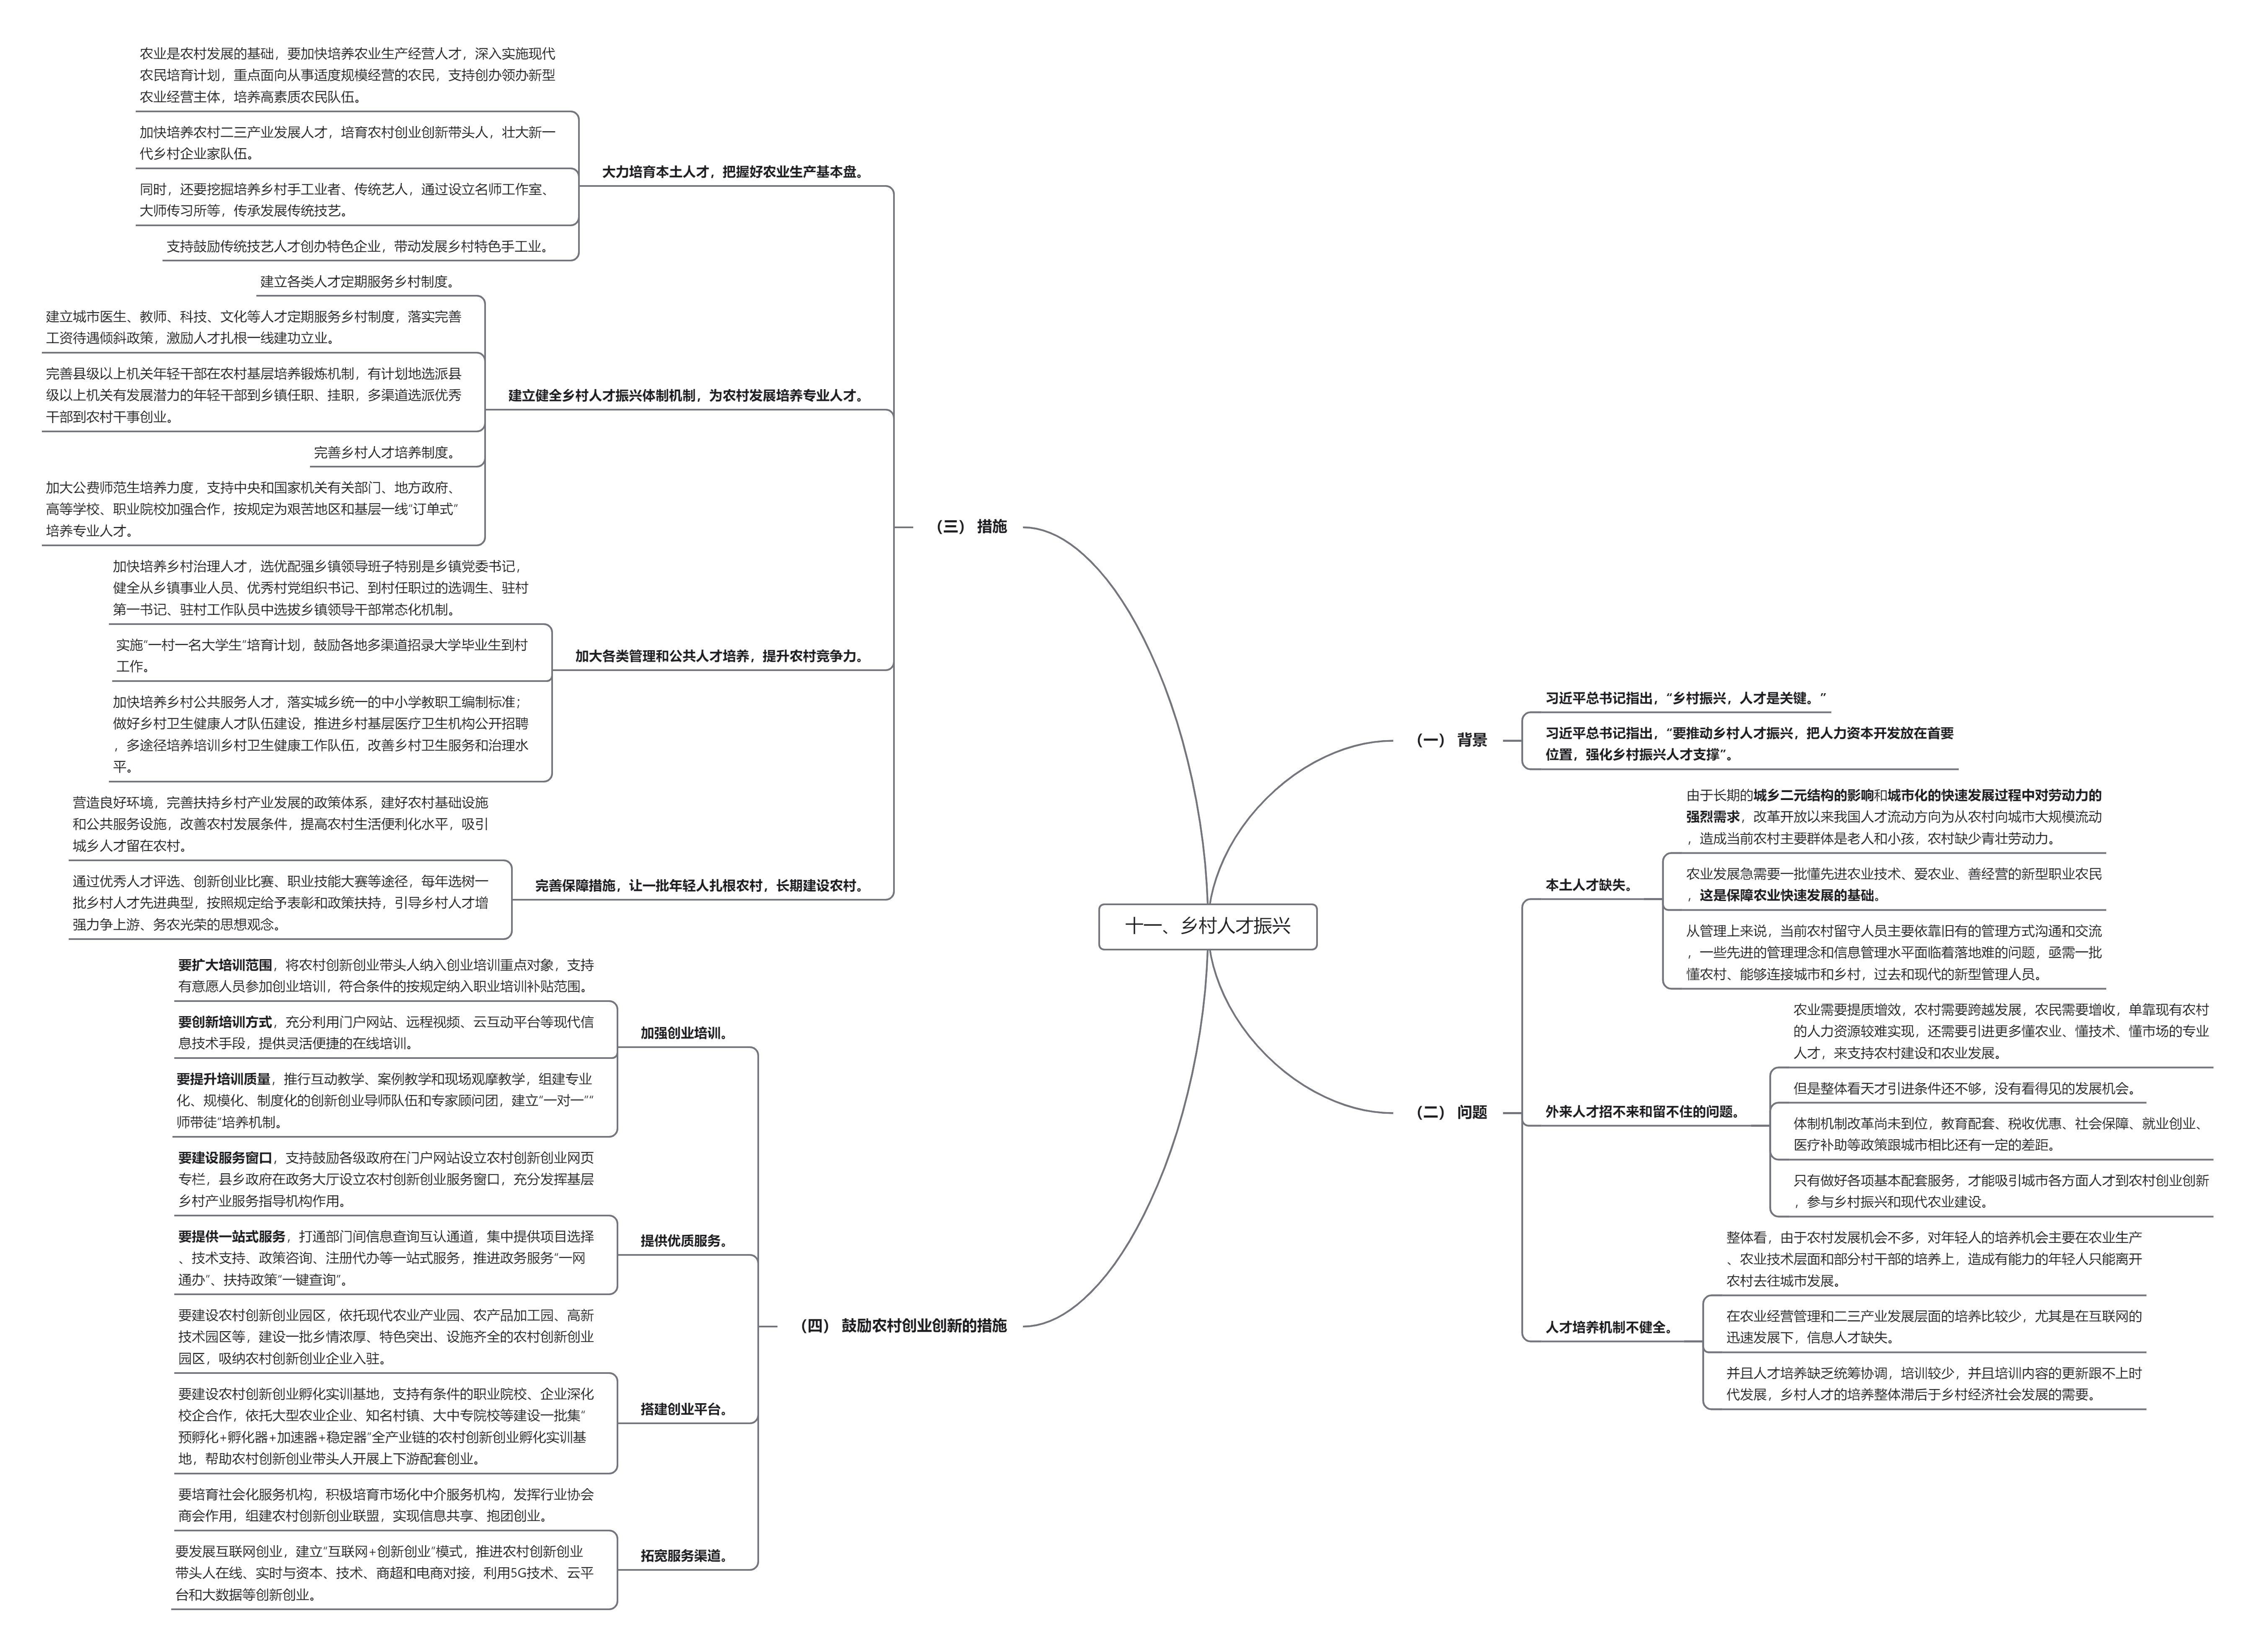 十一、乡村人才振兴
（一） 背景
习近平总书记指出，“乡村振兴，人才是关键。”
习近平总书记指出，“要推动乡村人才振兴，把人力资本开发放在首要
位置，强化乡村振兴人才支撑”。
（二） 问题
本土人才缺失。
由于长期的城乡二元结构的影响和城市化的快速发展过程中对劳动力的
强烈需求，改革开放以来我国人才流动方向为从农村向城市大规模流动
，造成当前农村主要群体是老人和小孩，农村缺少青壮劳动力。
农业发展急需要一批懂先进农业技术、爱农业、善经营的新型职业农民
，这是保障农业快速发展的基础。
从管理上来说，当前农村留守人员主要依靠旧有的管理方式沟通和交流
，一些先进的管理理念和信息管理水平面临着落地难的问题，亟需一批
懂农村、能够连接城市和乡村，过去和现代的新型管理人员。
外来人才招不来和留不住的问题。
农业需要提质增效，农村需要跨越发展，农民需要增收，单靠现有农村
的人力资源较难实现，还需要引进更多懂农业、懂技术、懂市场的专业
人才，来支持农村建设和农业发展。
但是整体看天才引进条件还不够，没有看得见的发展机会。
体制机制改革尚未到位，教育配套、税收优惠、社会保障、就业创业、
医疗补助等政策跟城市相比还有一定的差距。
只有做好各项基本配套服务，才能吸引城市各方面人才到农村创业创新
，参与乡村振兴和现代农业建设。
人才培养机制不健全。
整体看，由于农村发展机会不多，对年轻人的培养机会主要在农业生产
、农业技术层面和部分村干部的培养上，造成有能力的年轻人只能离开
农村去往城市发展。
在农业经营管理和二三产业发展层面的培养比较少，尤其是在互联网的
迅速发展下，信息人才缺失。
并且人才培养缺乏统筹协调，培训较少，并且培训内容的更新跟不上时
代发展，乡村人才的培养整体滞后于乡村经济社会发展的需要。
（三） 措施
大力培育本土人才，把握好农业生产基本盘。
农业是农村发展的基础，要加快培养农业生产经营人才，深入实施现代
农民培育计划，重点面向从事适度规模经营的农民，支持创办领办新型
农业经营主体，培养高素质农民队伍。
加快培养农村二三产业发展人才，培育农村创业创新带头人，壮大新一
代乡村企业家队伍。
同时，还要挖掘培养乡村手工业者、传统艺人，通过设立名师工作室、
大师传习所等，传承发展传统技艺。
支持鼓励传统技艺人才创办特色企业，带动发展乡村特色手工业。
建立健全乡村人才振兴体制机制，为农村发展培养专业人才。
建立各类人才定期服务乡村制度。
建立城市医生、教师、科技、文化等人才定期服务乡村制度，落实完善
工资待遇倾斜政策，激励人才扎根一线建功立业。
完善县级以上机关年轻干部在农村基层培养锻炼机制，有计划地选派县
级以上机关有发展潜力的年轻干部到乡镇任职、挂职，多渠道选派优秀
干部到农村干事创业。
完善乡村人才培养制度。
加大公费师范生培养力度，支持中央和国家机关有关部门、地方政府、
高等学校、职业院校加强合作，按规定为艰苦地区和基层一线“订单式”
培养专业人才。
加大各类管理和公共人才培养，提升农村竞争力。
加快培养乡村治理人才，选优配强乡镇领导班子特别是乡镇党委书记，
健全从乡镇事业人员、优秀村党组织书记、到村任职过的选调生、驻村
第一书记、驻村工作队员中选拔乡镇领导干部常态化机制。
实施“一村一名大学生”培育计划，鼓励各地多渠道招录大学毕业生到村
工作。
加快培养乡村公共服务人才，落实城乡统一的中小学教职工编制标准；
做好乡村卫生健康人才队伍建设，推进乡村基层医疗卫生机构公开招聘
，多途径培养培训乡村卫生健康工作队伍，改善乡村卫生服务和治理水
平。
完善保障措施，让一批年轻人扎根农村，长期建设农村。
营造良好环境，完善扶持乡村产业发展的政策体系，建好农村基础设施
和公共服务设施，改善农村发展条件，提高农村生活便利化水平，吸引
城乡人才留在农村。
通过优秀人才评选、创新创业比赛、职业技能大赛等途径，每年选树一
批乡村人才先进典型，按照规定给予表彰和政策扶持，引导乡村人才增
强力争上游、务农光荣的思想观念。
（四） 鼓励农村创业创新的措施
加强创业培训。
要扩大培训范围，将农村创新创业带头人纳入创业培训重点对象，支持
有意愿人员参加创业培训，符合条件的按规定纳入职业培训补贴范围。
要创新培训方式，充分利用门户网站、远程视频、云互动平台等现代信
息技术手段，提供灵活便捷的在线培训。
要提升培训质量，推行互动教学、案例教学和现场观摩教学，组建专业
化、规模化、制度化的创新创业导师队伍和专家顾问团，建立“一对一”“
师带徒”培养机制。
提供优质服务。
要建设服务窗口，支持鼓励各级政府在门户网站设立农村创新创业网页
专栏，县乡政府在政务大厅设立农村创新创业服务窗口，充分发挥基层
乡村产业服务指导机构作用。
要提供一站式服务，打通部门间信息查询互认通道，集中提供项目选择
、技术支持、政策咨询、注册代办等一站式服务，推进政务服务“一网
通办”、扶持政策“一键查询”。
搭建创业平台。
要建设农村创新创业园区，依托现代农业产业园、农产品加工园、高新
技术园区等，建设一批乡情浓厚、特色突出、设施齐全的农村创新创业
园区，吸纳农村创新创业企业入驻。
要建设农村创新创业孵化实训基地，支持有条件的职业院校、企业深化
校企合作，依托大型农业企业、知名村镇、大中专院校等建设一批集“
预孵化+孵化器+加速器+稳定器”全产业链的农村创新创业孵化实训基
地，帮助农村创新创业带头人开展上下游配套创业。
拓宽服务渠道。
要培育社会化服务机构，积极培育市场化中介服务机构，发挥行业协会
商会作用，组建农村创新创业联盟，实现信息共享、抱团创业。
要发展互联网创业，建立“互联网+创新创业”模式，推进农村创新创业
带头人在线、实时与资本、技术、商超和电商对接，利用5G技术、云平
台和大数据等创新创业。